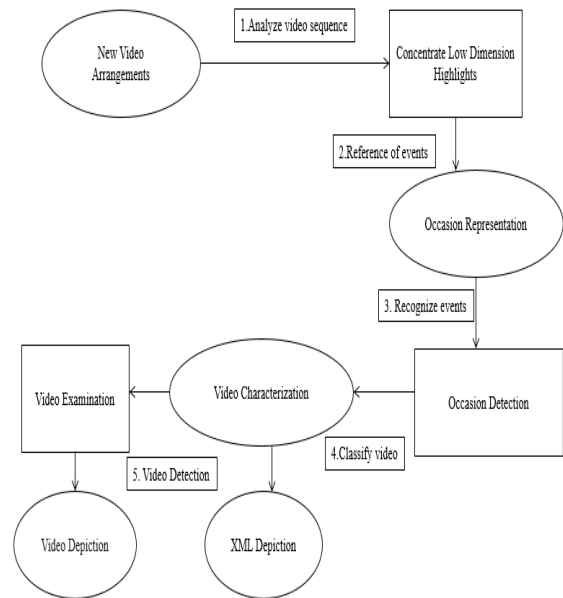 1.Analyze video sequence
New Video
Arrangements
Concentrate Low Dimension
Highlights
2.Reference of events
Occasion Representation
3. Recognize events
Video Examination
Video Characterization
Occasion Detection
4.Classify video
5. Video Detection
Video Depiction
XML Depiction